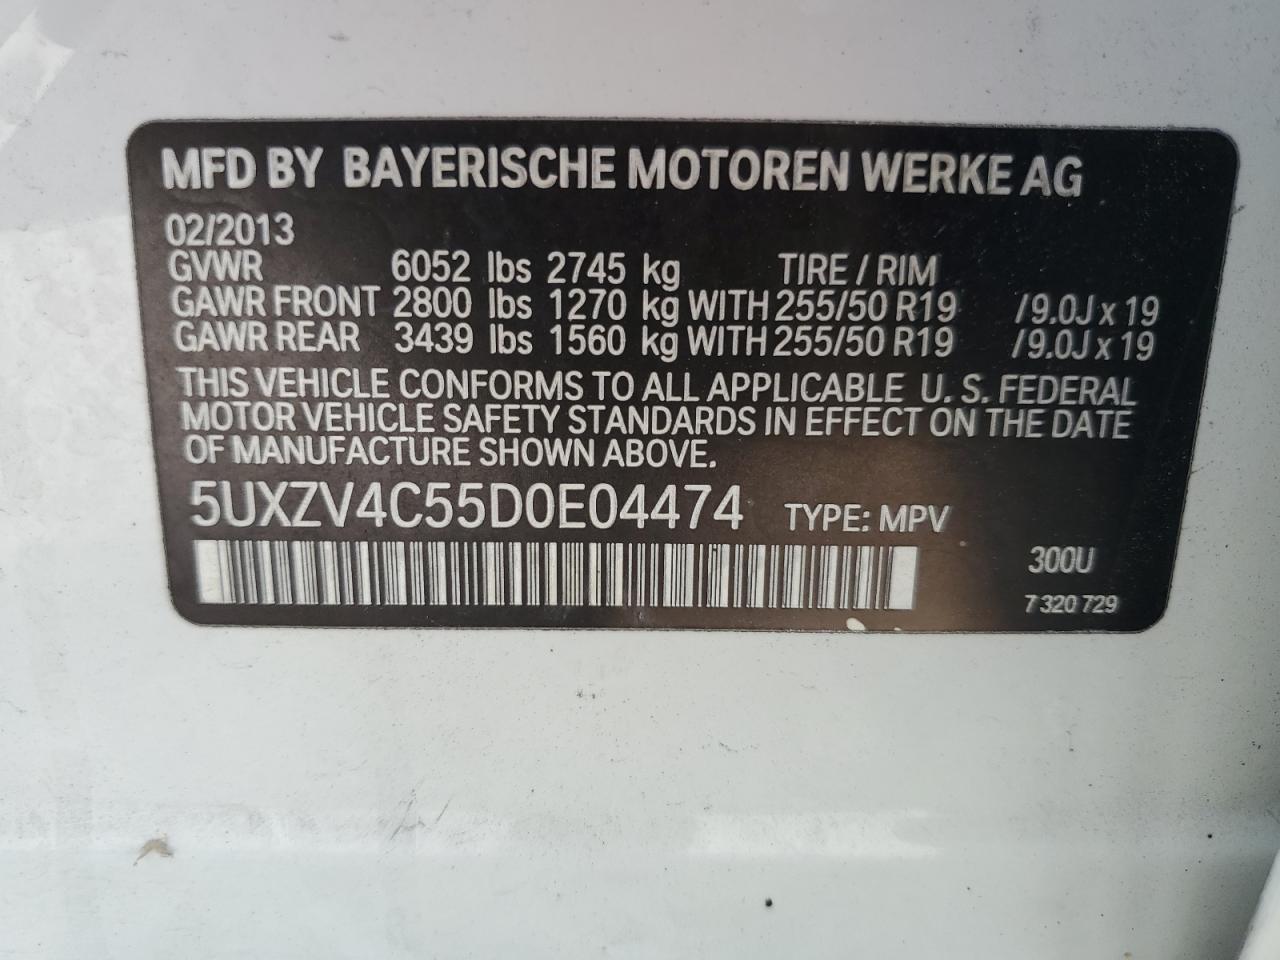 MFD BY BAYERISCHE MOTOREN WERKE AG
02/2013
GVWR 6052 lbs 2745 kg TIRE / RIM
GAWR FRONT 2800 lbs 1270 kg WITH 255/50 R19 /9.0J x 19
GAWR REAR 3439 lbs 1560 kg WITH 255/50 R19 /9.0J x 19
THIS VEHICLE CONFORMS TO ALL APPLICABLE U. S. FEDERAL
MOTOR VEHICLE SAFETY STANDARDS IN EFFECT ON THE DATE
OF MANUFACTURE SHOWN ABOVE.
5UXZV4C55D0E04474 TYPE: MPV
300U
7 320 729